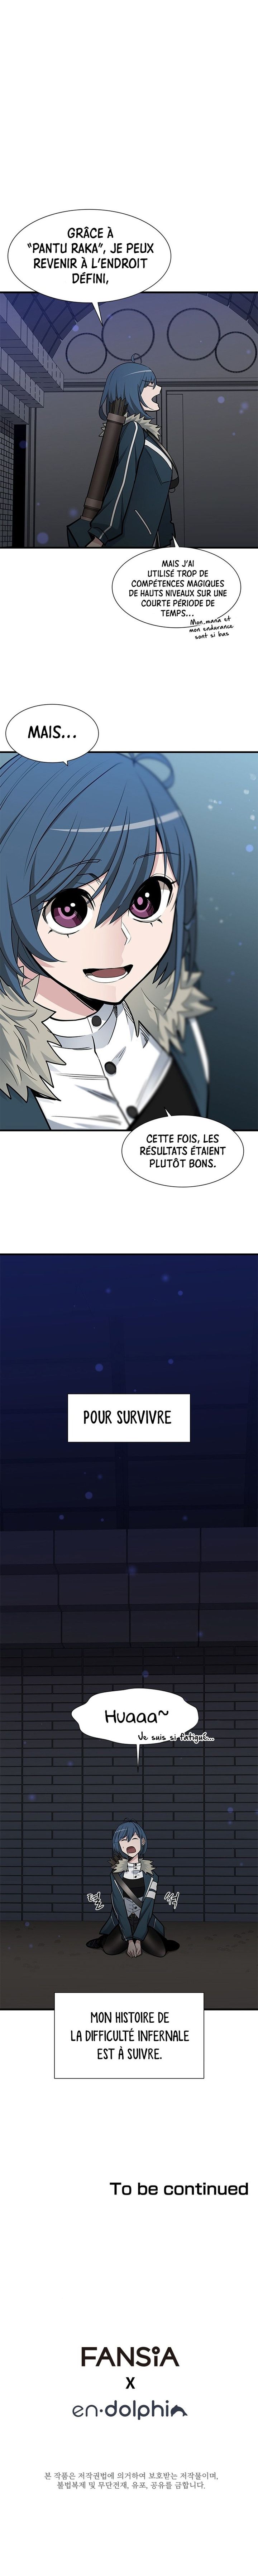 GRÂCE À
"PANTU RAKA", JE PEUX
REVENIR À L'ENDROIT
DÉFINI,
MAIS J'AI
UTILISÉ TROP DE
COMPÉTENCES MAGIQUES
DE HAUTS NIVEAUX SUR UNE
COURTE PÉRIODE DE
TEMPS...
Mon mana et
mon endurance
sont si bas
MAIS...
CETTE FOIS, LES
RÉSULTATS ÉTAIENT
PLUTÔT BONS.
POUR SURVIVRE
Huaaa~
Je suis si fatigué...
털
썩
MON HISTOIRE DE
LA DIFFICULTÉ INFERNALE
EST À SUIVRE.
To be continued
FANSIA
X
en·dolphin
본 작품은 저작권법에 의거하여 보호받는 저작물이며,
불법복제 및 무단전재, 유포, 공유를 금합니다.